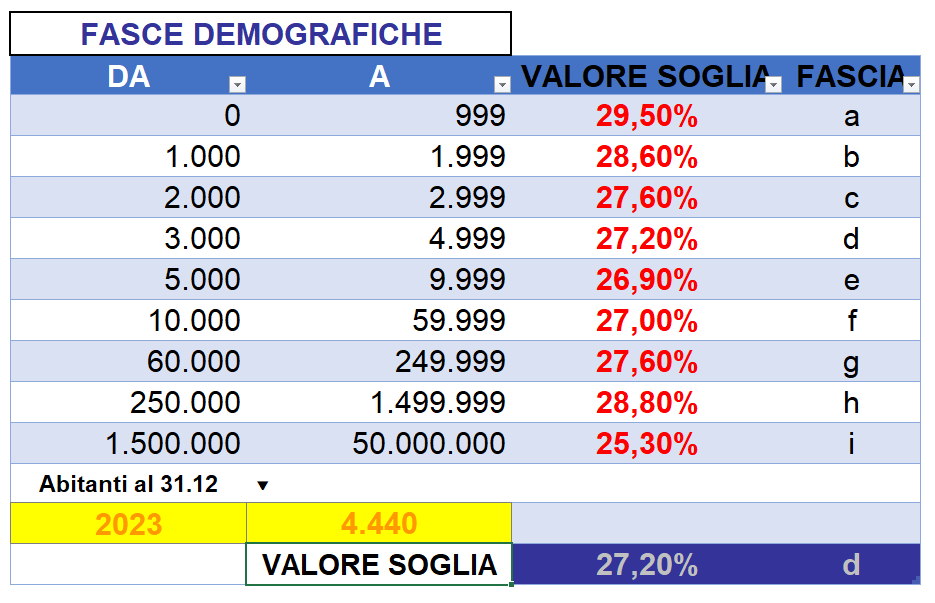 FASCE DEMOGRAFICHE
DA A VALORE SOGLIA FASCIA
0 999 29,50% a
1.000 1.999 28,60% b
2.000 2.999 27,60% c
3.000 4.999 27,20% d
5.000 9.999 26,90% e
10.000 59.999 27,00% f
60.000 249.999 27,60% g
250.000 1.499.999 28,80% h
1.500.000 50.000.000 25,30% i
Abitanti al 31.12 ▼
2023 4.440
VALORE SOGLIA 27,20% d